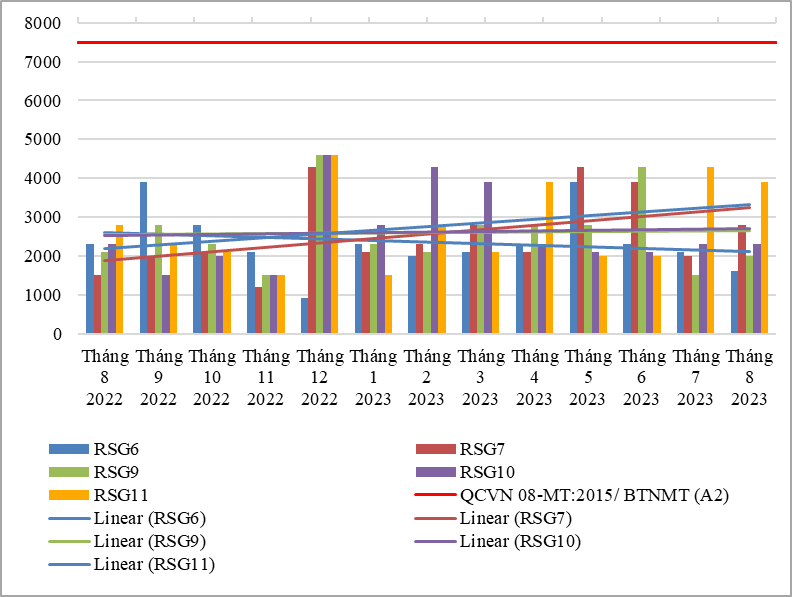 8000
7000
6000
5000
4000
3000
2000
1000
0
Tháng 8 2022
Tháng 9 2022
Tháng 10 2022
Tháng 11 2022
Tháng 12 2022
Tháng 1 2023
Tháng 2 2023
Tháng 3 2023
Tháng 4 2023
Tháng 5 2023
Tháng 6 2023
Tháng 7 2023
Tháng 8 2023
RSG6
RSG7
RSG9
RSG10
RSG11
QCVN 08-MT:2015/ BTNMT (A2)
Linear (RSG6)
Linear (RSG7)
Linear (RSG9)
Linear (RSG10)
Linear (RSG11)